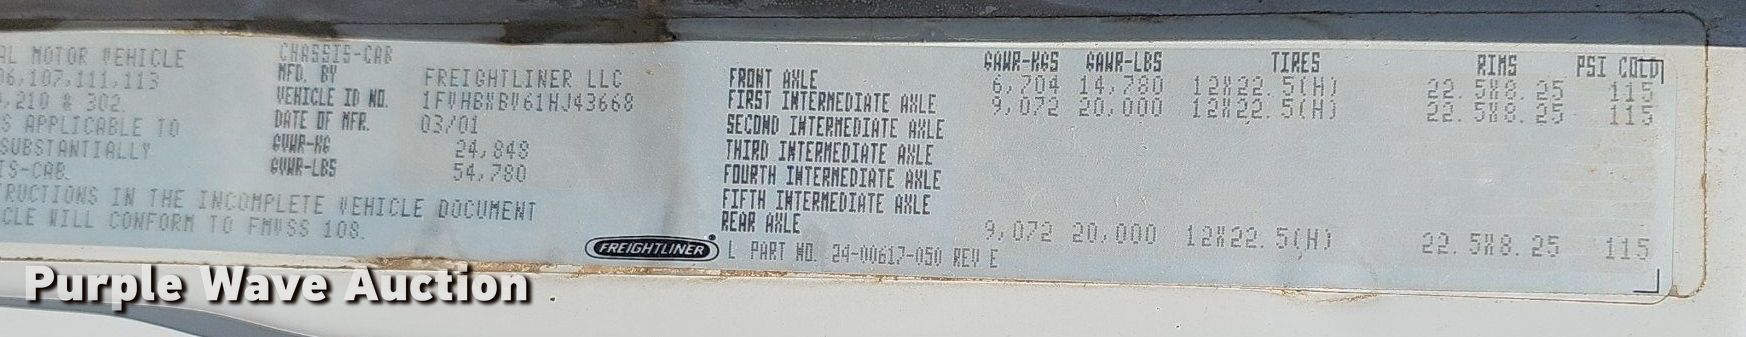 AL MOTOR VEHICLE
06,107,111,113
,210 & 302.
S APPLICABLE TO
SUBSTANTIALLY
IS-CAB.
RUCTIONS IN THE INCOMPLETE VEHICLE DOCUMENT
CLE WILL CONFORM TO FMVSS 108.
CHASSIS-CAB
MFD. BY FREIGHTLINER LLC
VEHICLE ID NO. 1FVHBXBV61HJ43668
DATE OF MFR. 03/01
GVWR-KG 24,848
GVWR-LBS 54,780
GAWR-KGS GAWR-LBS TIRES RIMS PSI COLD
FRONT AXLE 6,704 14,780 12X22.5(H) 22.5X8.25 115
FIRST INTERMEDIATE AXLE 9,072 20,000 12X22.5(H) 22.5X8.25 115
SECOND INTERMEDIATE AXLE
THIRD INTERMEDIATE AXLE
FOURTH INTERMEDIATE AXLE
FIFTH INTERMEDIATE AXLE
REAR AXLE 9,072 20,000 12X22.5(H) 22.5X8.25 115
FREIGHTLINER L PART NO. 24-00617-050 REV E
Purple Wave Auction